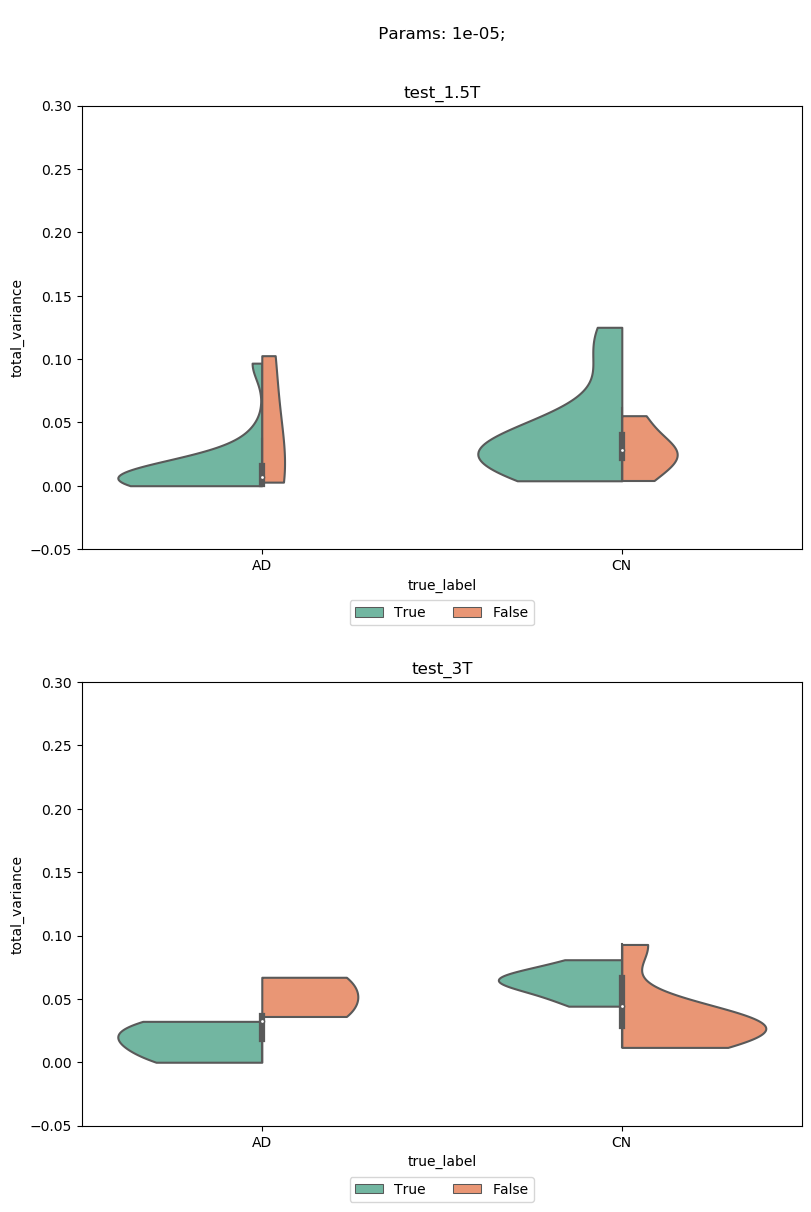 Params: 1e-05;
test_1.5T
0.30
0.25
0.20
0.15
0.10
0.05
0.00
−0.05
total_variance
AD CN
true_label
True False
test_3T
0.30
0.25
0.20
0.15
0.10
0.05
0.00
−0.05
total_variance
AD CN
true_label
True False